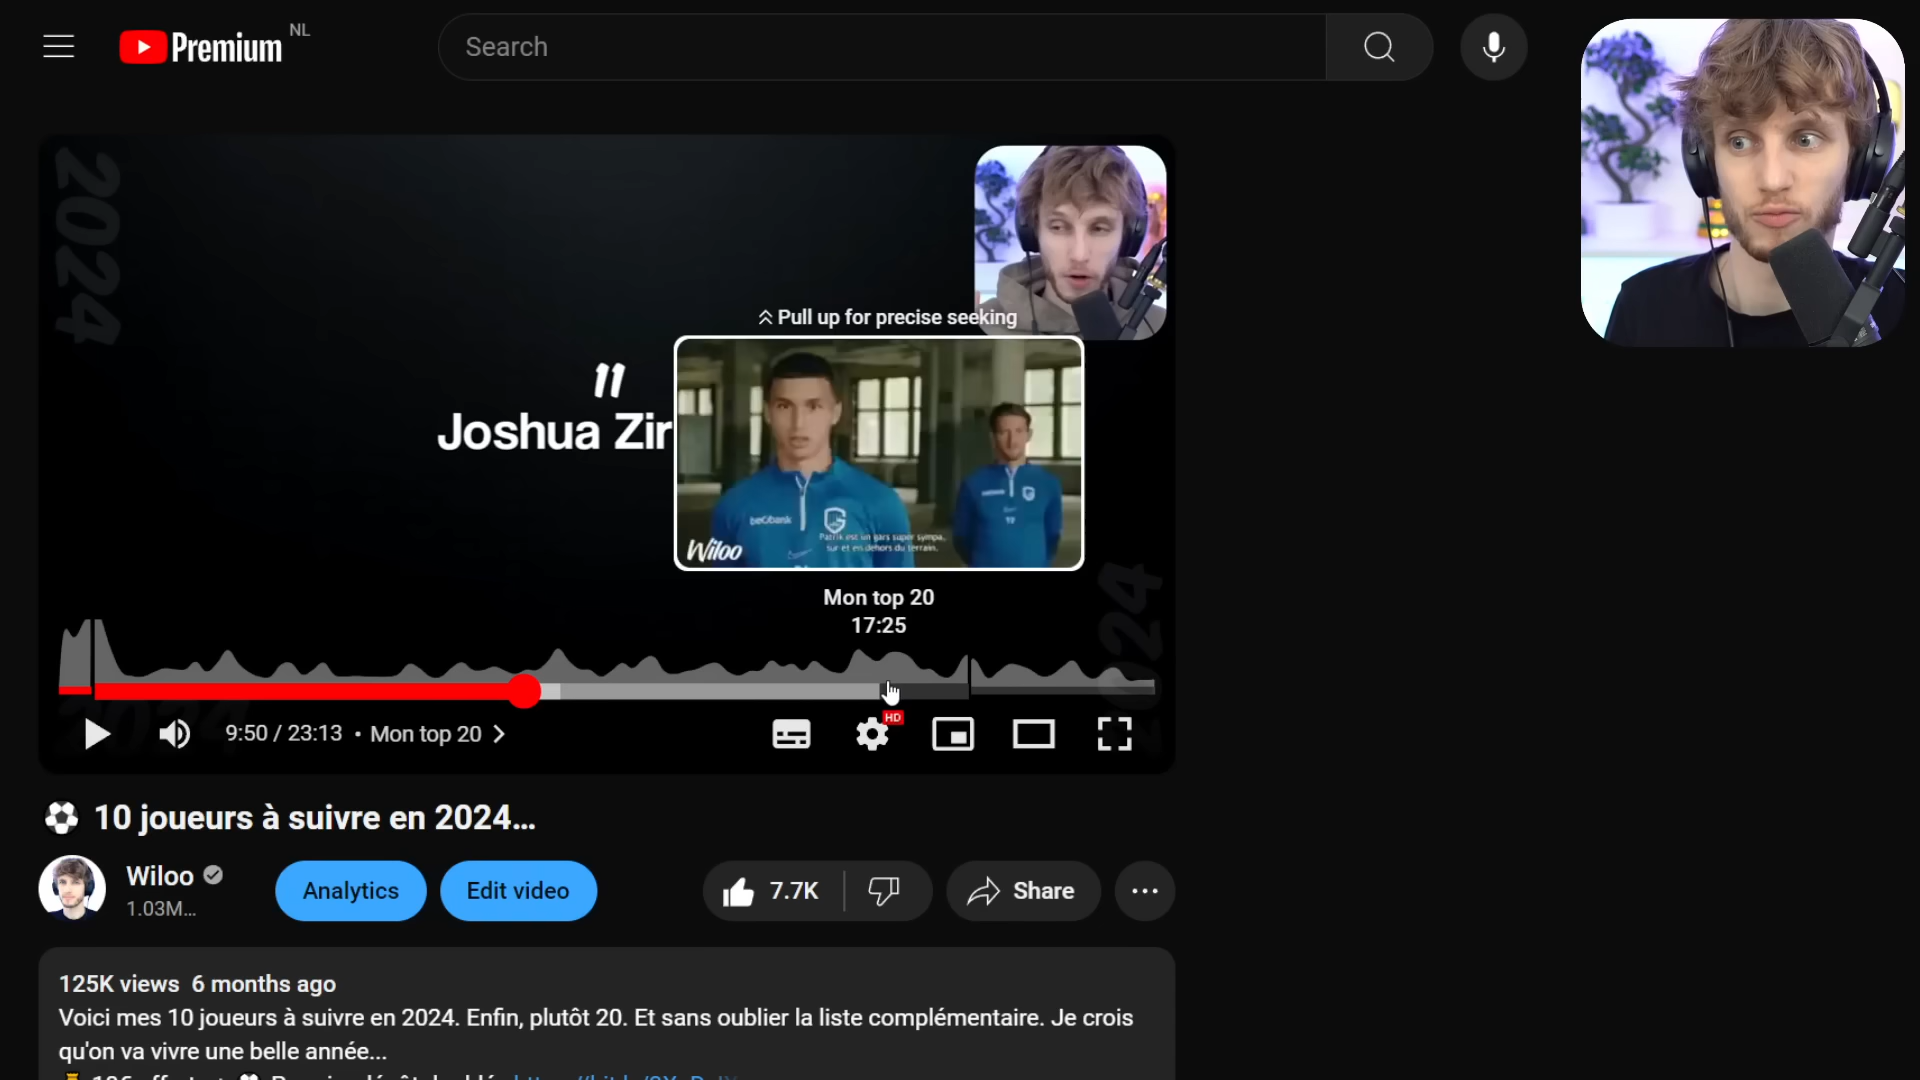 Premium NL
Search
2024
Pull up for precise seeking
11
Joshua Zir
beobank
Patrik est un gars super sympa,
sur et en dehors du terrain.
Wiloo
Mon top 20
17:25
2024
HD
9:50 / 23:13 • Mon top 20
10 joueurs à suivre en 2024...
Wiloo
1.03M...
Analytics
Edit video
7.7K
Share
125K views 6 months ago
Voici mes 10 joueurs à suivre en 2024. Enfin, plutôt 20. Et sans oublier la liste complémentaire. Je crois
qu'on va vivre une belle année...